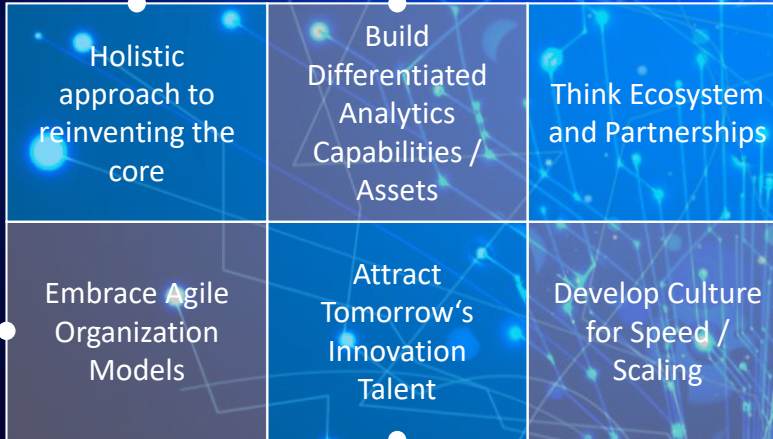 Holistic
approach to
reinventing the
core
Build
Differentiated
Analytics
Capabilities /
Assets
Think Ecosystem
and Partnerships
Embrace Agile
Organization
Models
Attract
Tomorrow‘s
Innovation
Talent
Develop Culture
for Speed /
Scaling